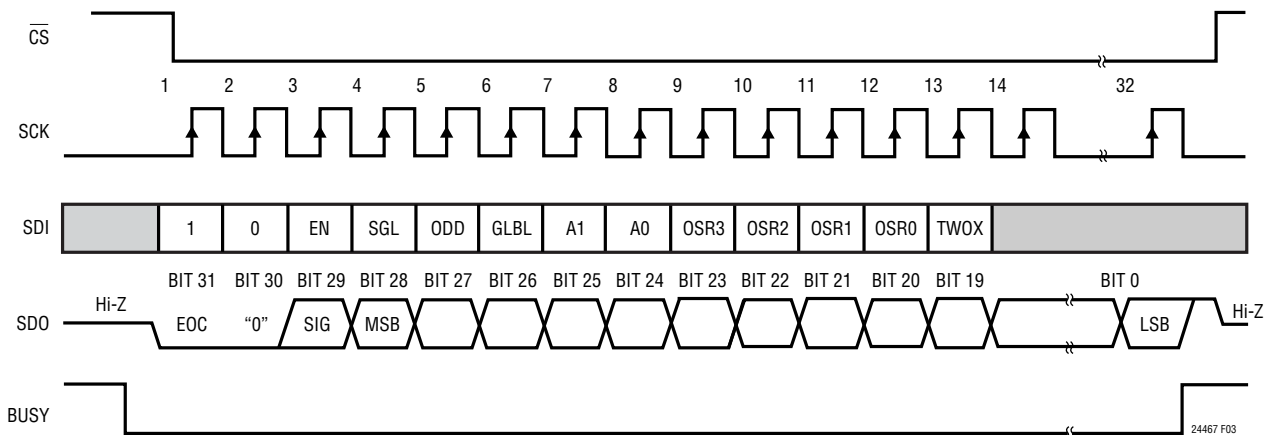 CS
1 2 3 4 5 6 7 8 9 10 11 12 13 14 32
SCK
SDI 1 0 EN SGL ODD GLBL A1 A0 OSR3 OSR2 OSR1 OSR0 TWOX
BIT 31 BIT 30 BIT 29 BIT 28 BIT 27 BIT 26 BIT 25 BIT 24 BIT 23 BIT 22 BIT 21 BIT 20 BIT 19 BIT 0
Hi-Z Hi-Z
SDO EOC “0” SIG MSB LSB
BUSY
24467 F03